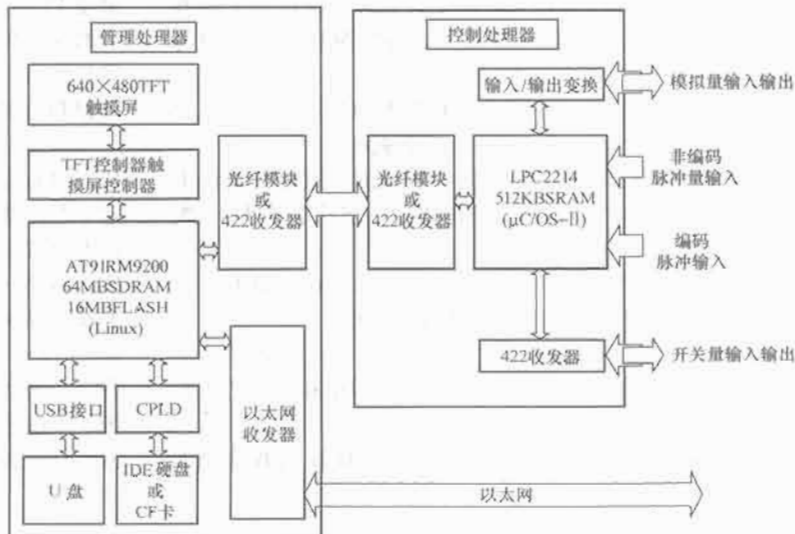 管理处理器
640×480TFT
触摸屏
TFT控制器触
摸屏控制器
AT91RM9200
64MBSDRAM
16MBFLASH
(Linux)
USB接口
CPLD
U盘
IDE硬盘
或
CF卡
光纤模块
或
422收发器
以太网
收发器
控制处理器
输入/输出变换
光纤模块
或
422收发器
LPC2214
512KBSRAM
(μC/OS-II)
422收发器
模拟量输入输出
非编码
脉冲量输入
编码
脉冲输入
开关量输入输出
以太网